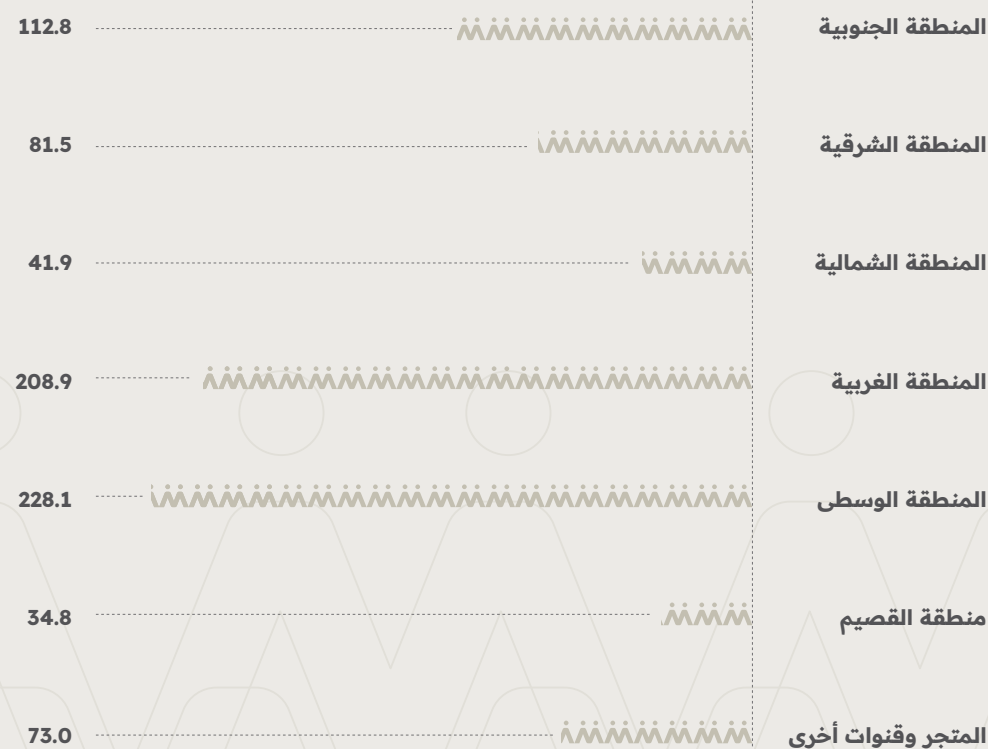 المنطقة الجنوبية 112.8
المنطقة الشرقية 81.5
المنطقة الشمالية 41.9
المنطقة الغربية 208.9
المنطقة الوسطى 228.1
منطقة القصيم 34.8
المتجر وقنوات أخرى 73.0